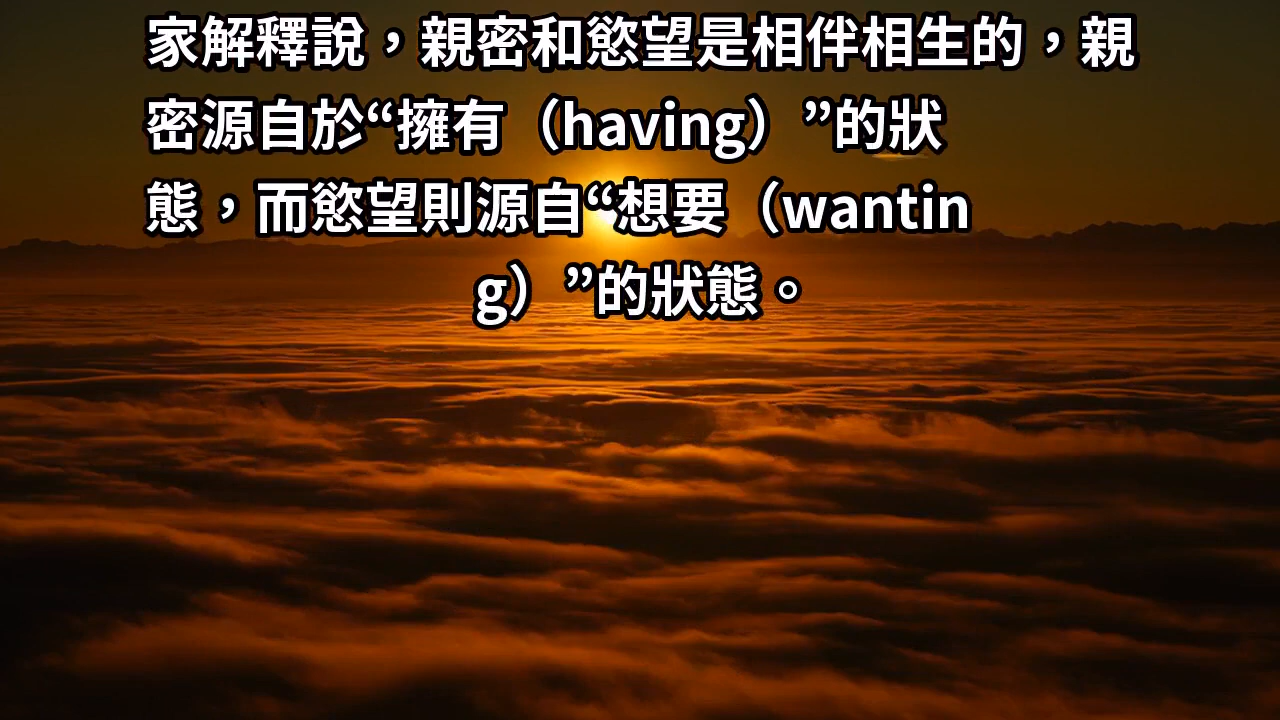 家解釋說，親密和慾望是相伴相生的，親
密源自於“擁有（having）”的狀
態，而慾望則源自“想要（wantin
g）”的狀態。